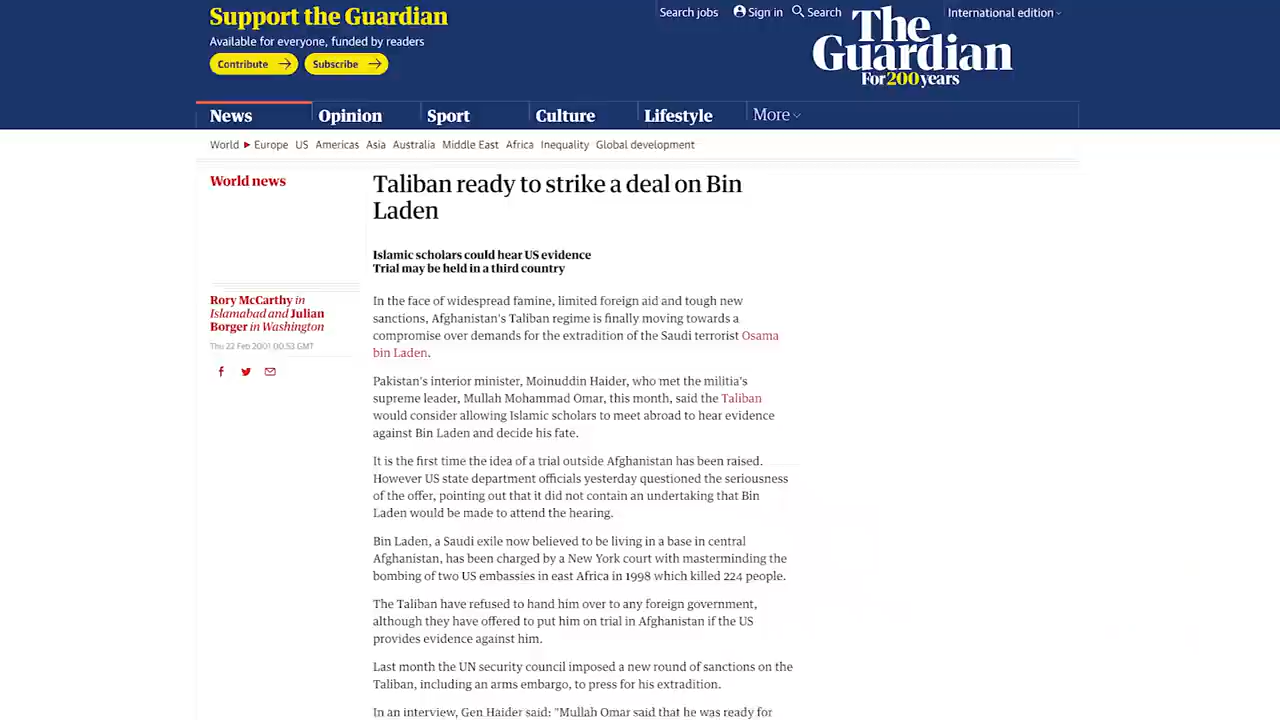 Support the Guardian
Available for everyone, funded by readers
Contribute
Subscribe
Search jobs
Sign in
Search
International edition
The
Guardian
For 200 years
News
Opinion
Sport
Culture
Lifestyle
More
World
Europe
US
Americas
Asia
Australia
Middle East
Africa
Inequality
Global development
World news
Taliban ready to strike a deal on Bin
Laden
Islamic scholars could hear US evidence
Trial may be held in a third country
Rory McCarthy in
Islamabad and Julian
Borger in Washington
Thu 22 Feb 2001 00.53 GMT
In the face of widespread famine, limited foreign aid and tough new
sanctions, Afghanistan's Taliban regime is finally moving towards a
compromise over demands for the extradition of the Saudi terrorist Osama
bin Laden.
Pakistan's interior minister, Moinuddin Haider, who met the militia's
supreme leader, Mullah Mohammad Omar, this month, said the Taliban
would consider allowing Islamic scholars to meet abroad to hear evidence
against Bin Laden and decide his fate.
It is the first time the idea of a trial outside Afghanistan has been raised.
However US state department officials yesterday questioned the seriousness
of the offer, pointing out that it did not contain an undertaking that Bin
Laden would be made to attend the hearing.
Bin Laden, a Saudi exile now believed to be living in a base in central
Afghanistan, has been charged by a New York court with masterminding the
bombing of two US embassies in east Africa in 1998 which killed 224 people.
The Taliban have refused to hand him over to any foreign government,
although they have offered to put him on trial in Afghanistan if the US
provides evidence against him.
Last month the UN security council imposed a new round of sanctions on the
Taliban, including an arms embargo, to press for his extradition.
In an interview, Gen Haider said: "Mullah Omar said that he was ready for